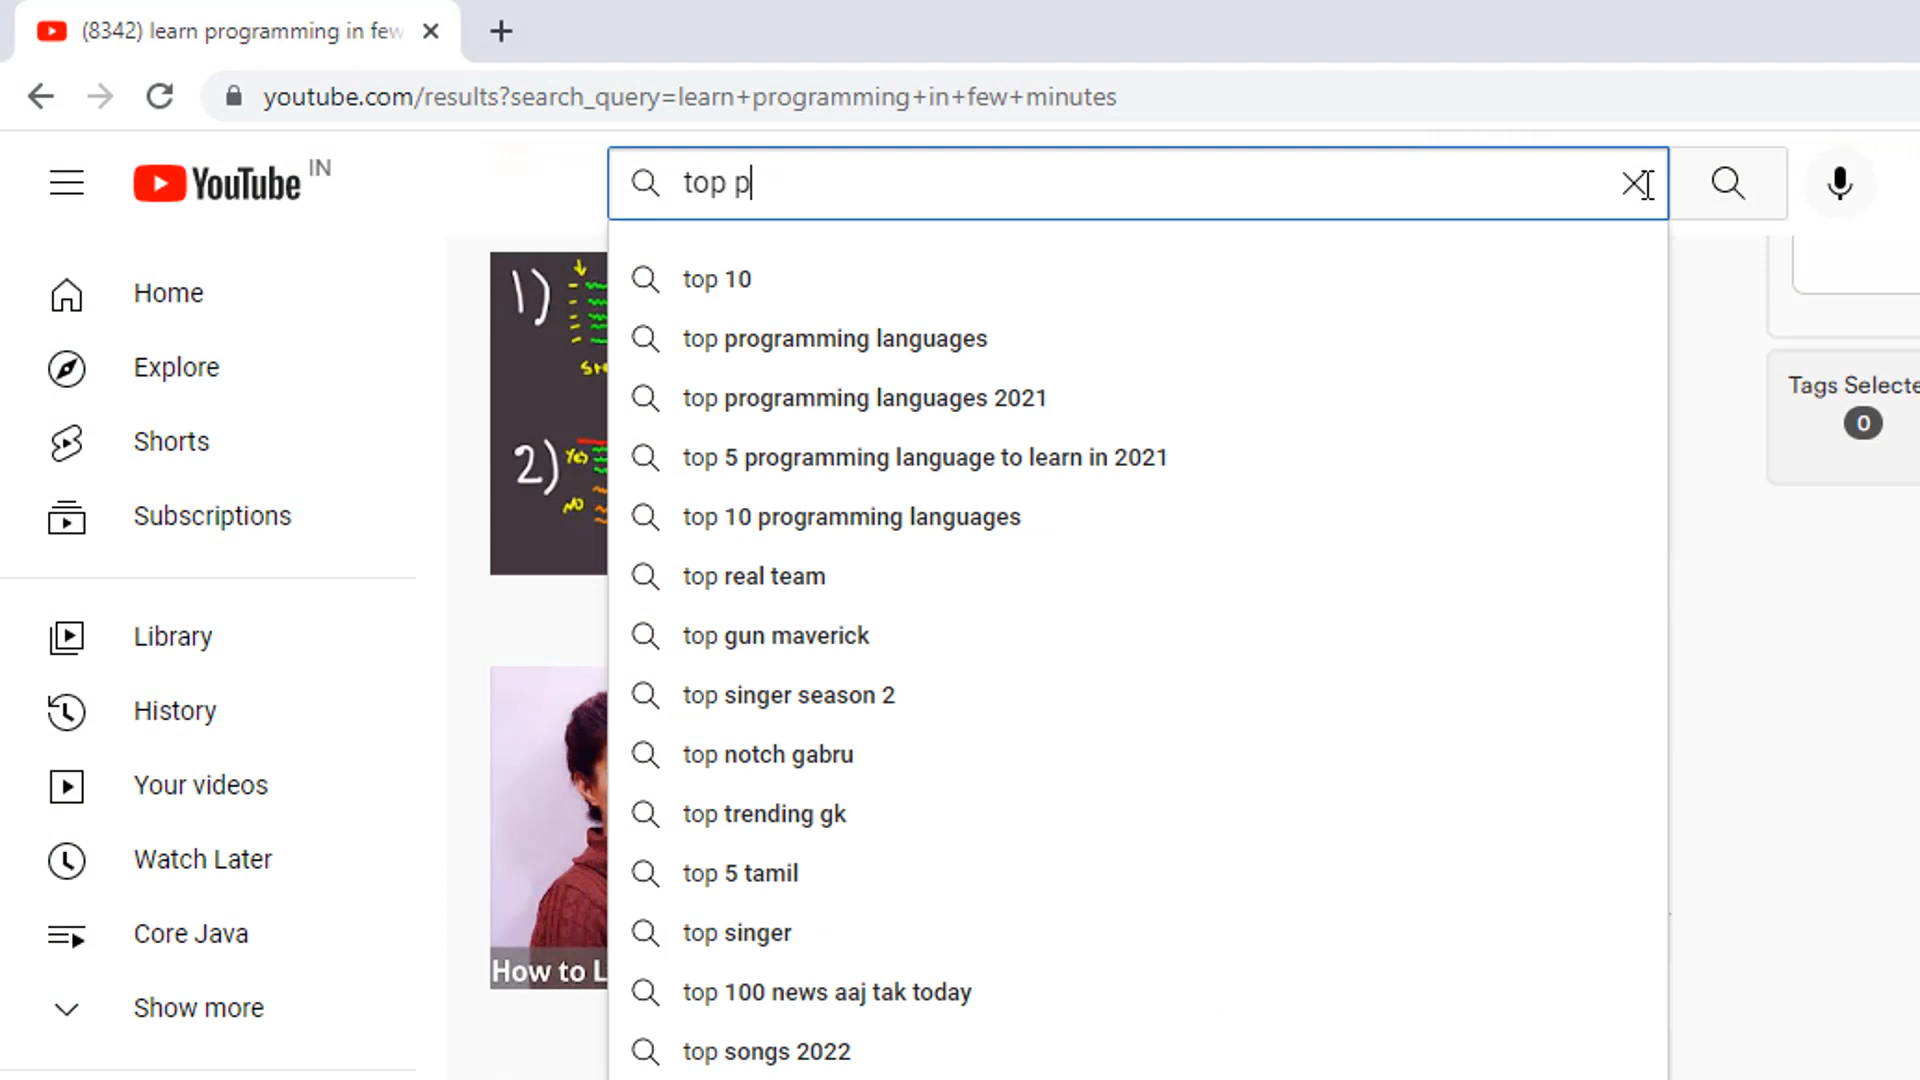 (8342) learn programming in few
youtube.com/results?search_query=learn+programming+in+few+minutes
YouTube IN
top p
Home
Explore
Shorts
Subscriptions
Library
History
Your videos
Watch Later
Core Java
Show more
1)
2)
Yes
NO
How to L
top 10
top programming languages
top programming languages 2021
top 5 programming language to learn in 2021
top 10 programming languages
top real team
top gun maverick
top singer season 2
top notch gabru
top trending gk
top 5 tamil
top singer
top 100 news aaj tak today
top songs 2022
Tags Selecte
0